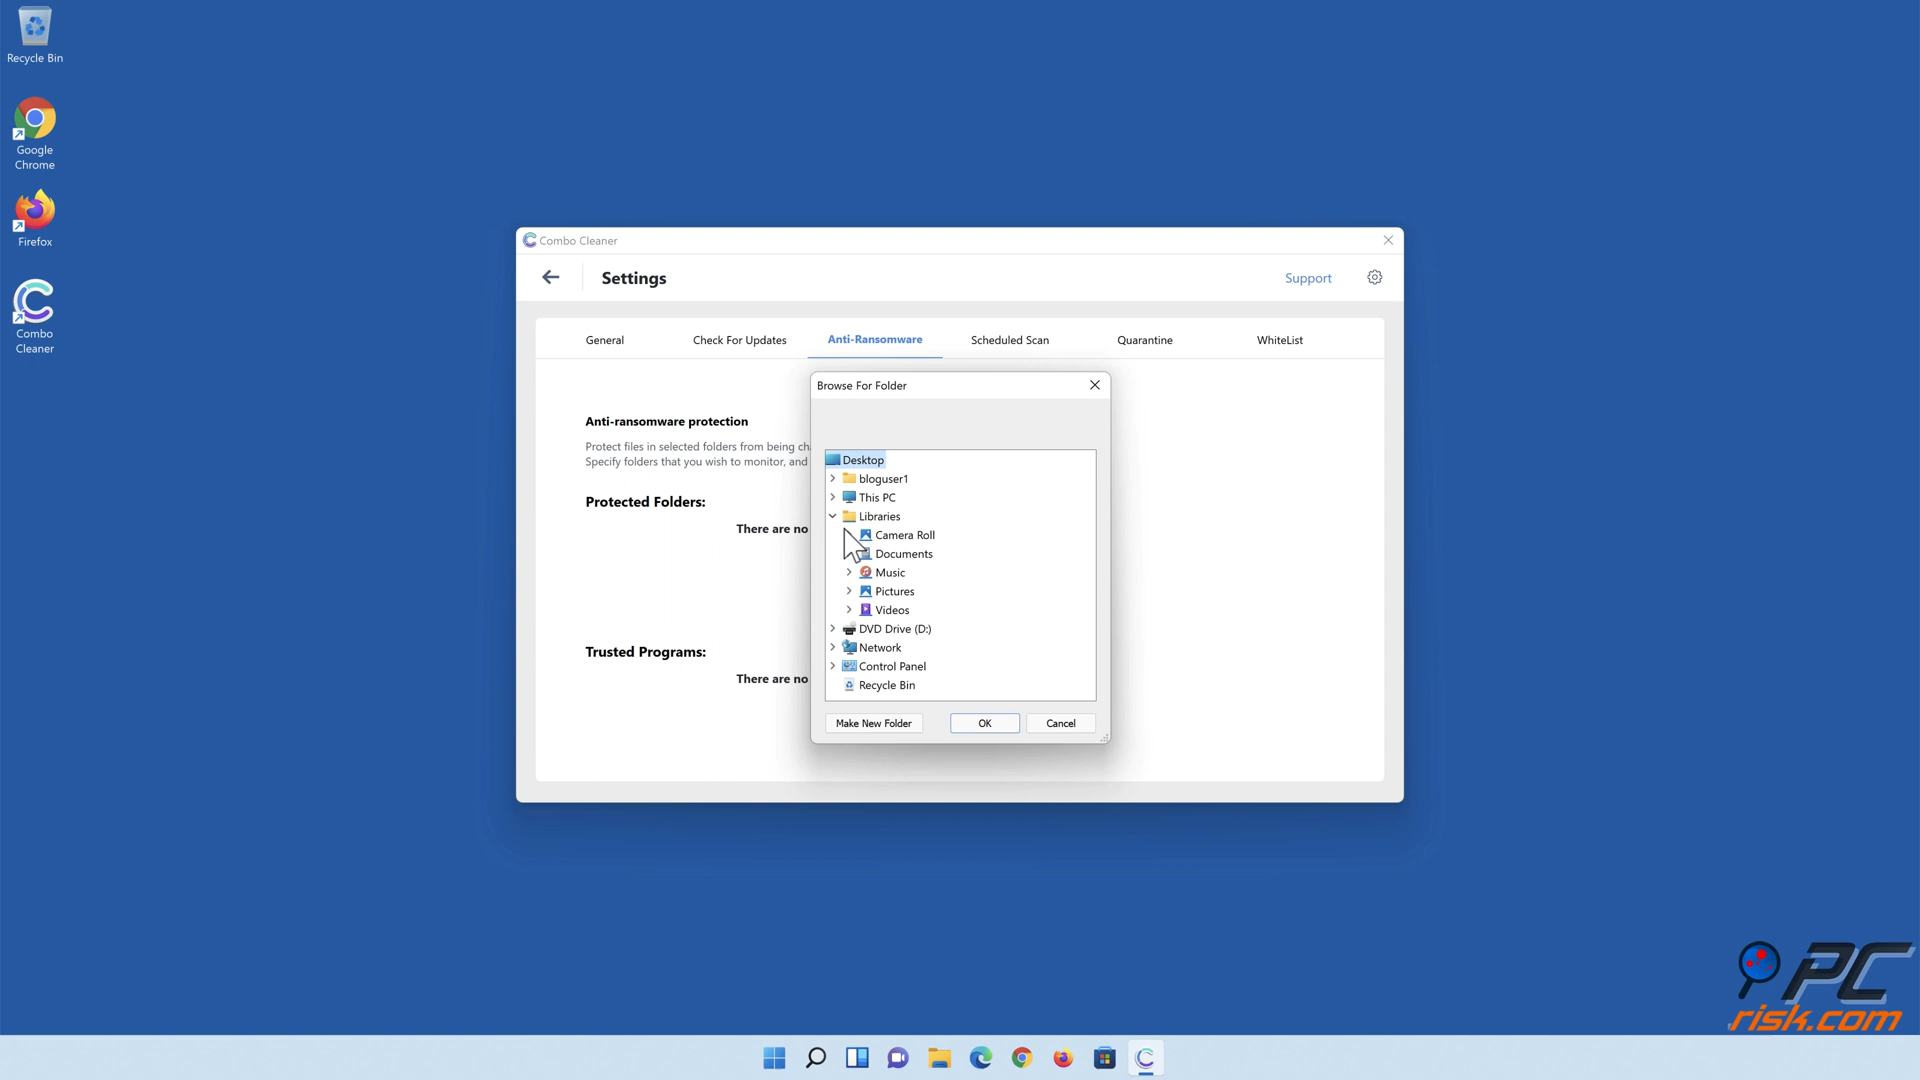 Recycle Bin
Google
Chrome
Firefox
Combo
Cleaner
Combo Cleaner
Settings
Support
General
Check For Updates
Anti-Ransomware
Scheduled Scan
Quarantine
WhiteList
Anti-ransomware protection
Protect files in selected folders from being
Specify folders that you wish to monitor, and
Protected Folders:
There are no
Trusted Programs:
There are no
Browse For Folder
Desktop
bloguser1
This PC
Libraries
Camera Roll
Documents
Music
Pictures
Videos
DVD Drive (D:)
Network
Control Panel
Recycle Bin
Make New Folder
OK
Cancel
PC
risk.com